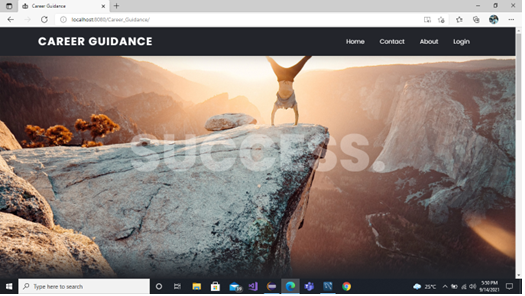 Career Guidance
localhost:8080/Career_Guidance/
CAREER GUIDANCE
Home Contact About Login
success.
Type here to search
25°C
5:50 PM
9/14/2021